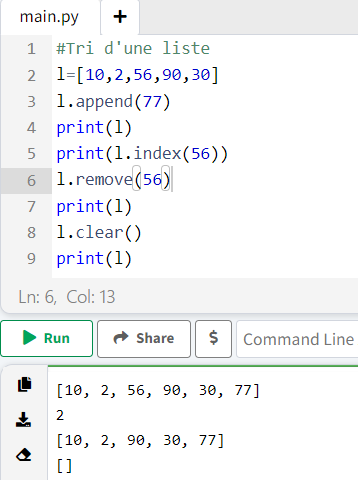 main.py +
1 #Tri d'une liste
2 l=[10,2,56,90,30]
3 l.append(77)
4 print(l)
5 print(l.index(56))
6 l.remove(56)
7 print(l)
8 l.clear()
9 print(l)
Ln: 6, Col: 13
Run Share $ Command Line
[10, 2, 56, 90, 30, 77]
2
[10, 2, 90, 30, 77]
[]